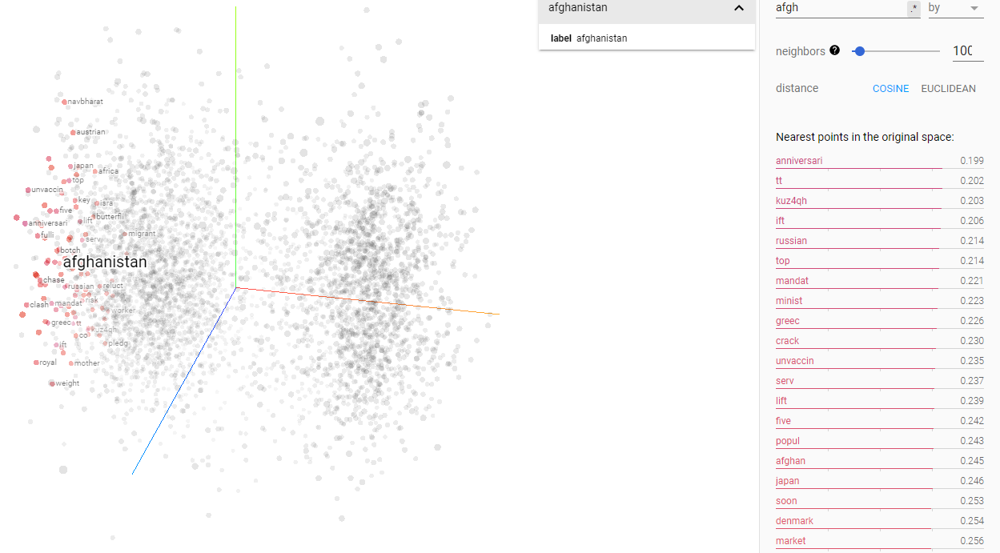 afghanistan
label afghanistan
afgh
.*
by
neighbors ?
100
distance
COSINE EUCLIDEAN
Nearest points in the original space:
anniversari 0.199
tt 0.202
kuz4qh 0.203
ift 0.206
russian 0.214
top 0.214
mandat 0.221
minist 0.223
greec 0.226
crack 0.230
unvaccin 0.235
serv 0.237
lift 0.239
five 0.242
popul 0.243
afghan 0.245
japan 0.246
soon 0.253
denmark 0.254
market 0.256
navbharat
austrian
japan
africa
top
unvaccin
key
isra
five
butterfli
lift
anniversari
migrant
fulli
serv
botch
afghanistan
chase
russian
reluct
risk
clash
mandat
worker
greec
tt
kuz4qh
co
pledg
ift
royal
mother
weight